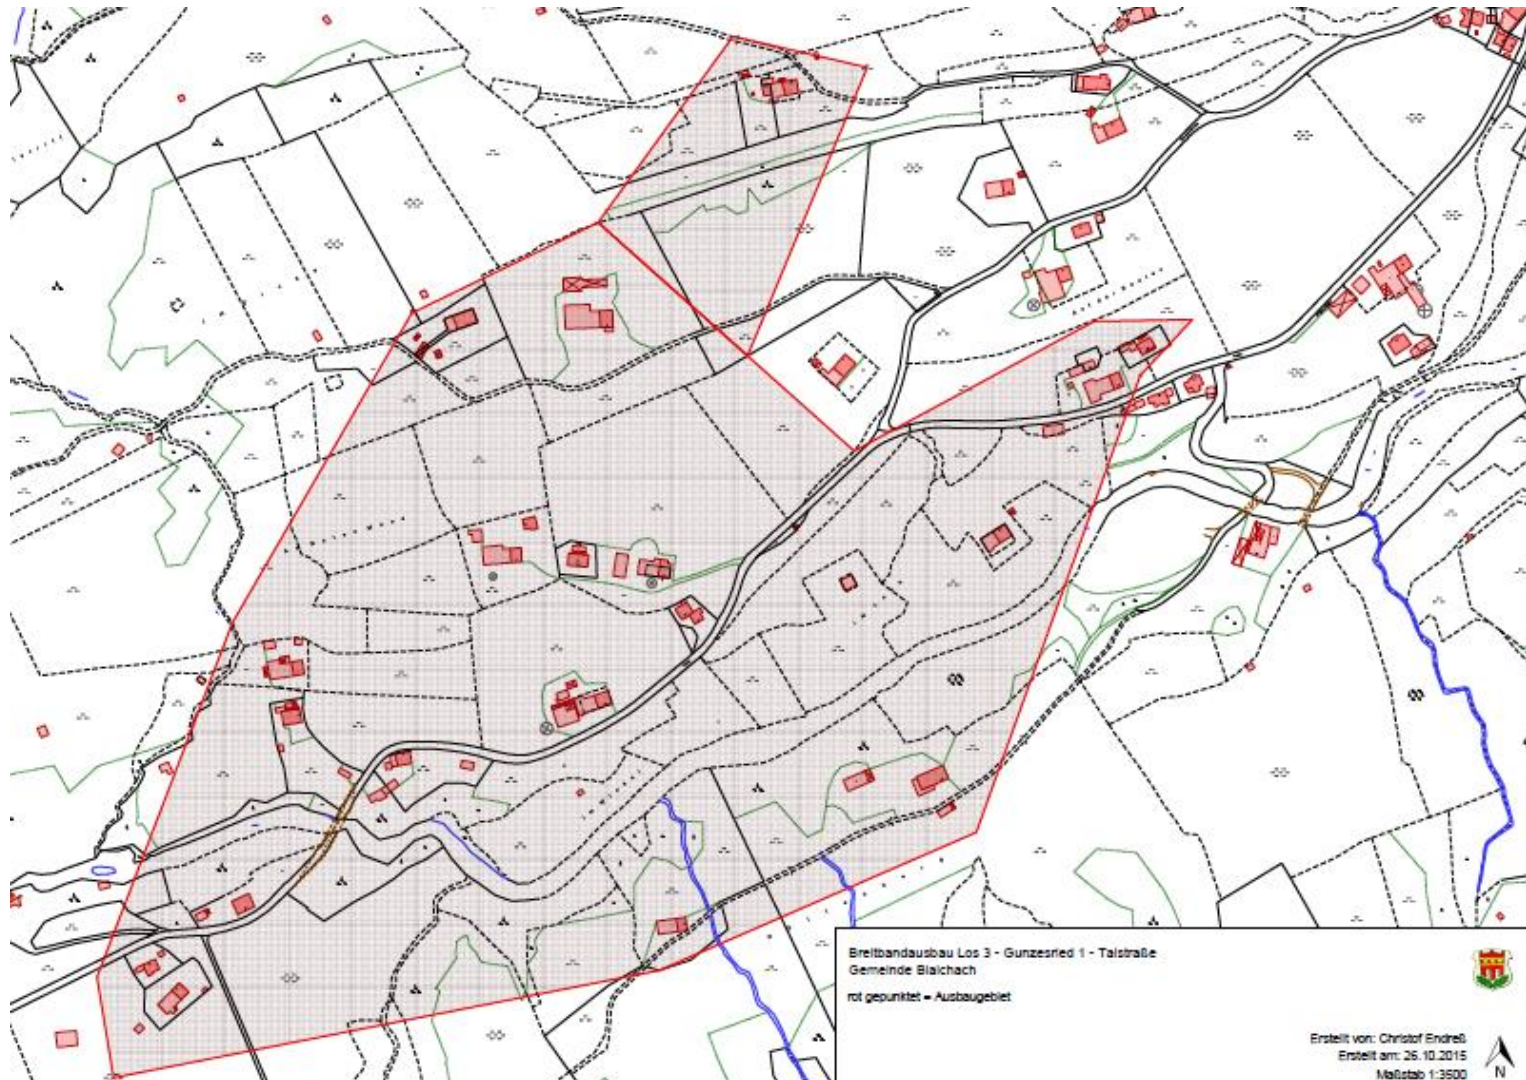 Breitbandausbau Los 3 - Gunzesried 1 - Talstraße
Gemeinde Blaichach
rot gepunktet = Ausbaugebiet
Erstellt von: Christof Endreß
Erstellt am: 26.10.2015
Maßstab 1:3500
N